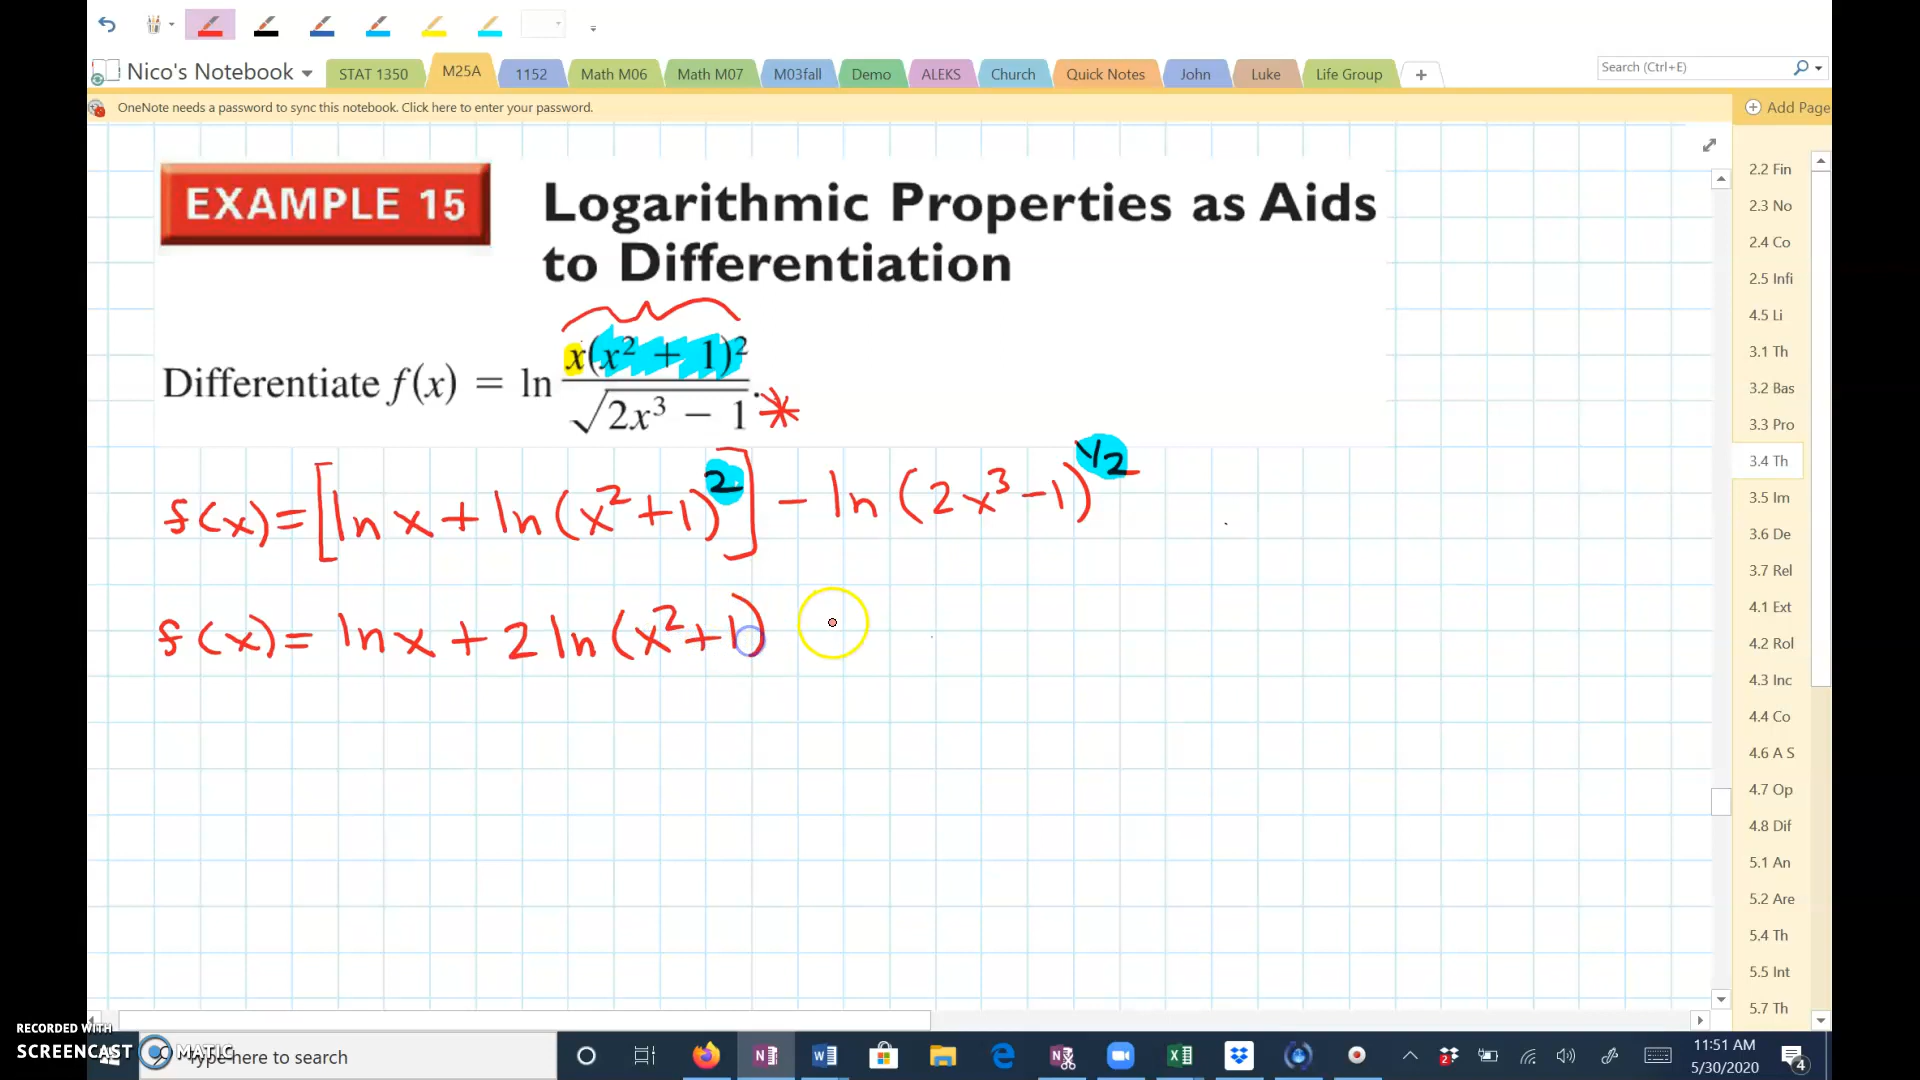 Nico's Notebook
STAT 1350
M25A
1152
Math M06
Math M07
M03fall
Demo
ALEKS
Church
Quick Notes
John
Luke
Life Group
Search (Ctrl+E)
OneNote needs a password to sync this notebook. Click here to enter your password.
Add Page
EXAMPLE 15
Logarithmic Properties as Aids
to Differentiation
Differentiate f(x) = ln x(x² + 1)² / √2x³ − 1. *
f(x) = [ln x + ln (x²+1)²] − ln (2x³−1)^1/2
f(x) = ln x + 2 ln (x²+1)
2.2 Fin
2.3 No
2.4 Co
2.5 Infi
4.5 Li
3.1 Th
3.2 Bas
3.3 Pro
3.4 Th
3.5 Im
3.6 De
3.7 Rel
4.1 Ext
4.2 Rol
4.3 Inc
4.4 Co
4.6 A S
4.7 Op
4.8 Dif
5.1 An
5.2 Are
5.4 Th
5.5 Int
5.7 Th
RECORDED WITH
SCREENCAST MATIC
Type here to search
2
11:51 AM
5/30/2020
4